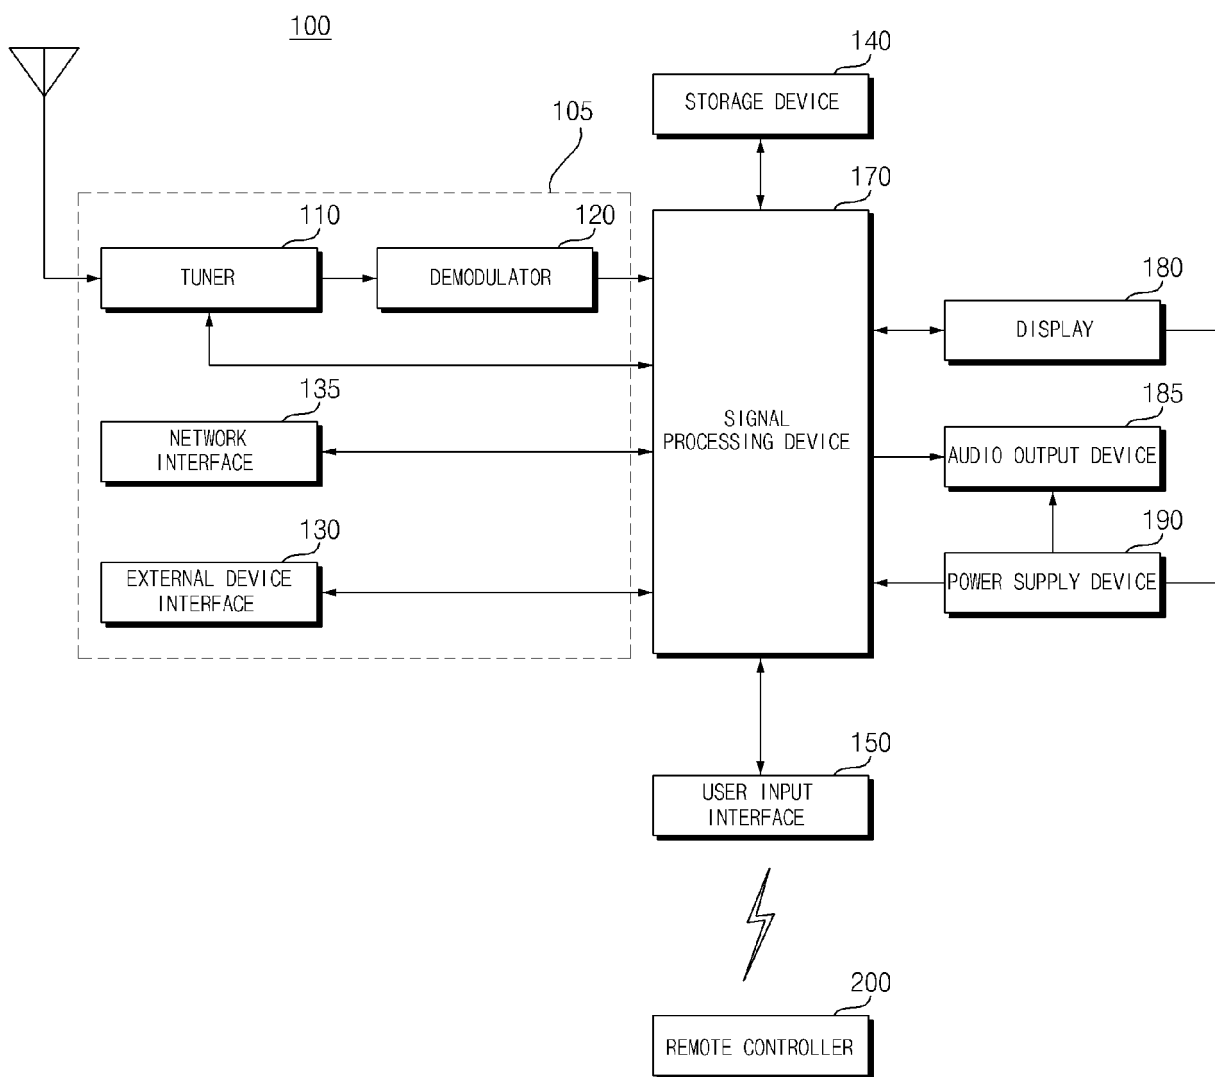 100
140
STORAGE DEVICE
105
110
TUNER
120
DEMODULATOR
170
SIGNAL
PROCESSING DEVICE
180
DISPLAY
135
NETWORK
INTERFACE
185
AUDIO OUTPUT DEVICE
130
EXTERNAL DEVICE
INTERFACE
190
POWER SUPPLY DEVICE
150
USER INPUT
INTERFACE
200
REMOTE CONTROLLER